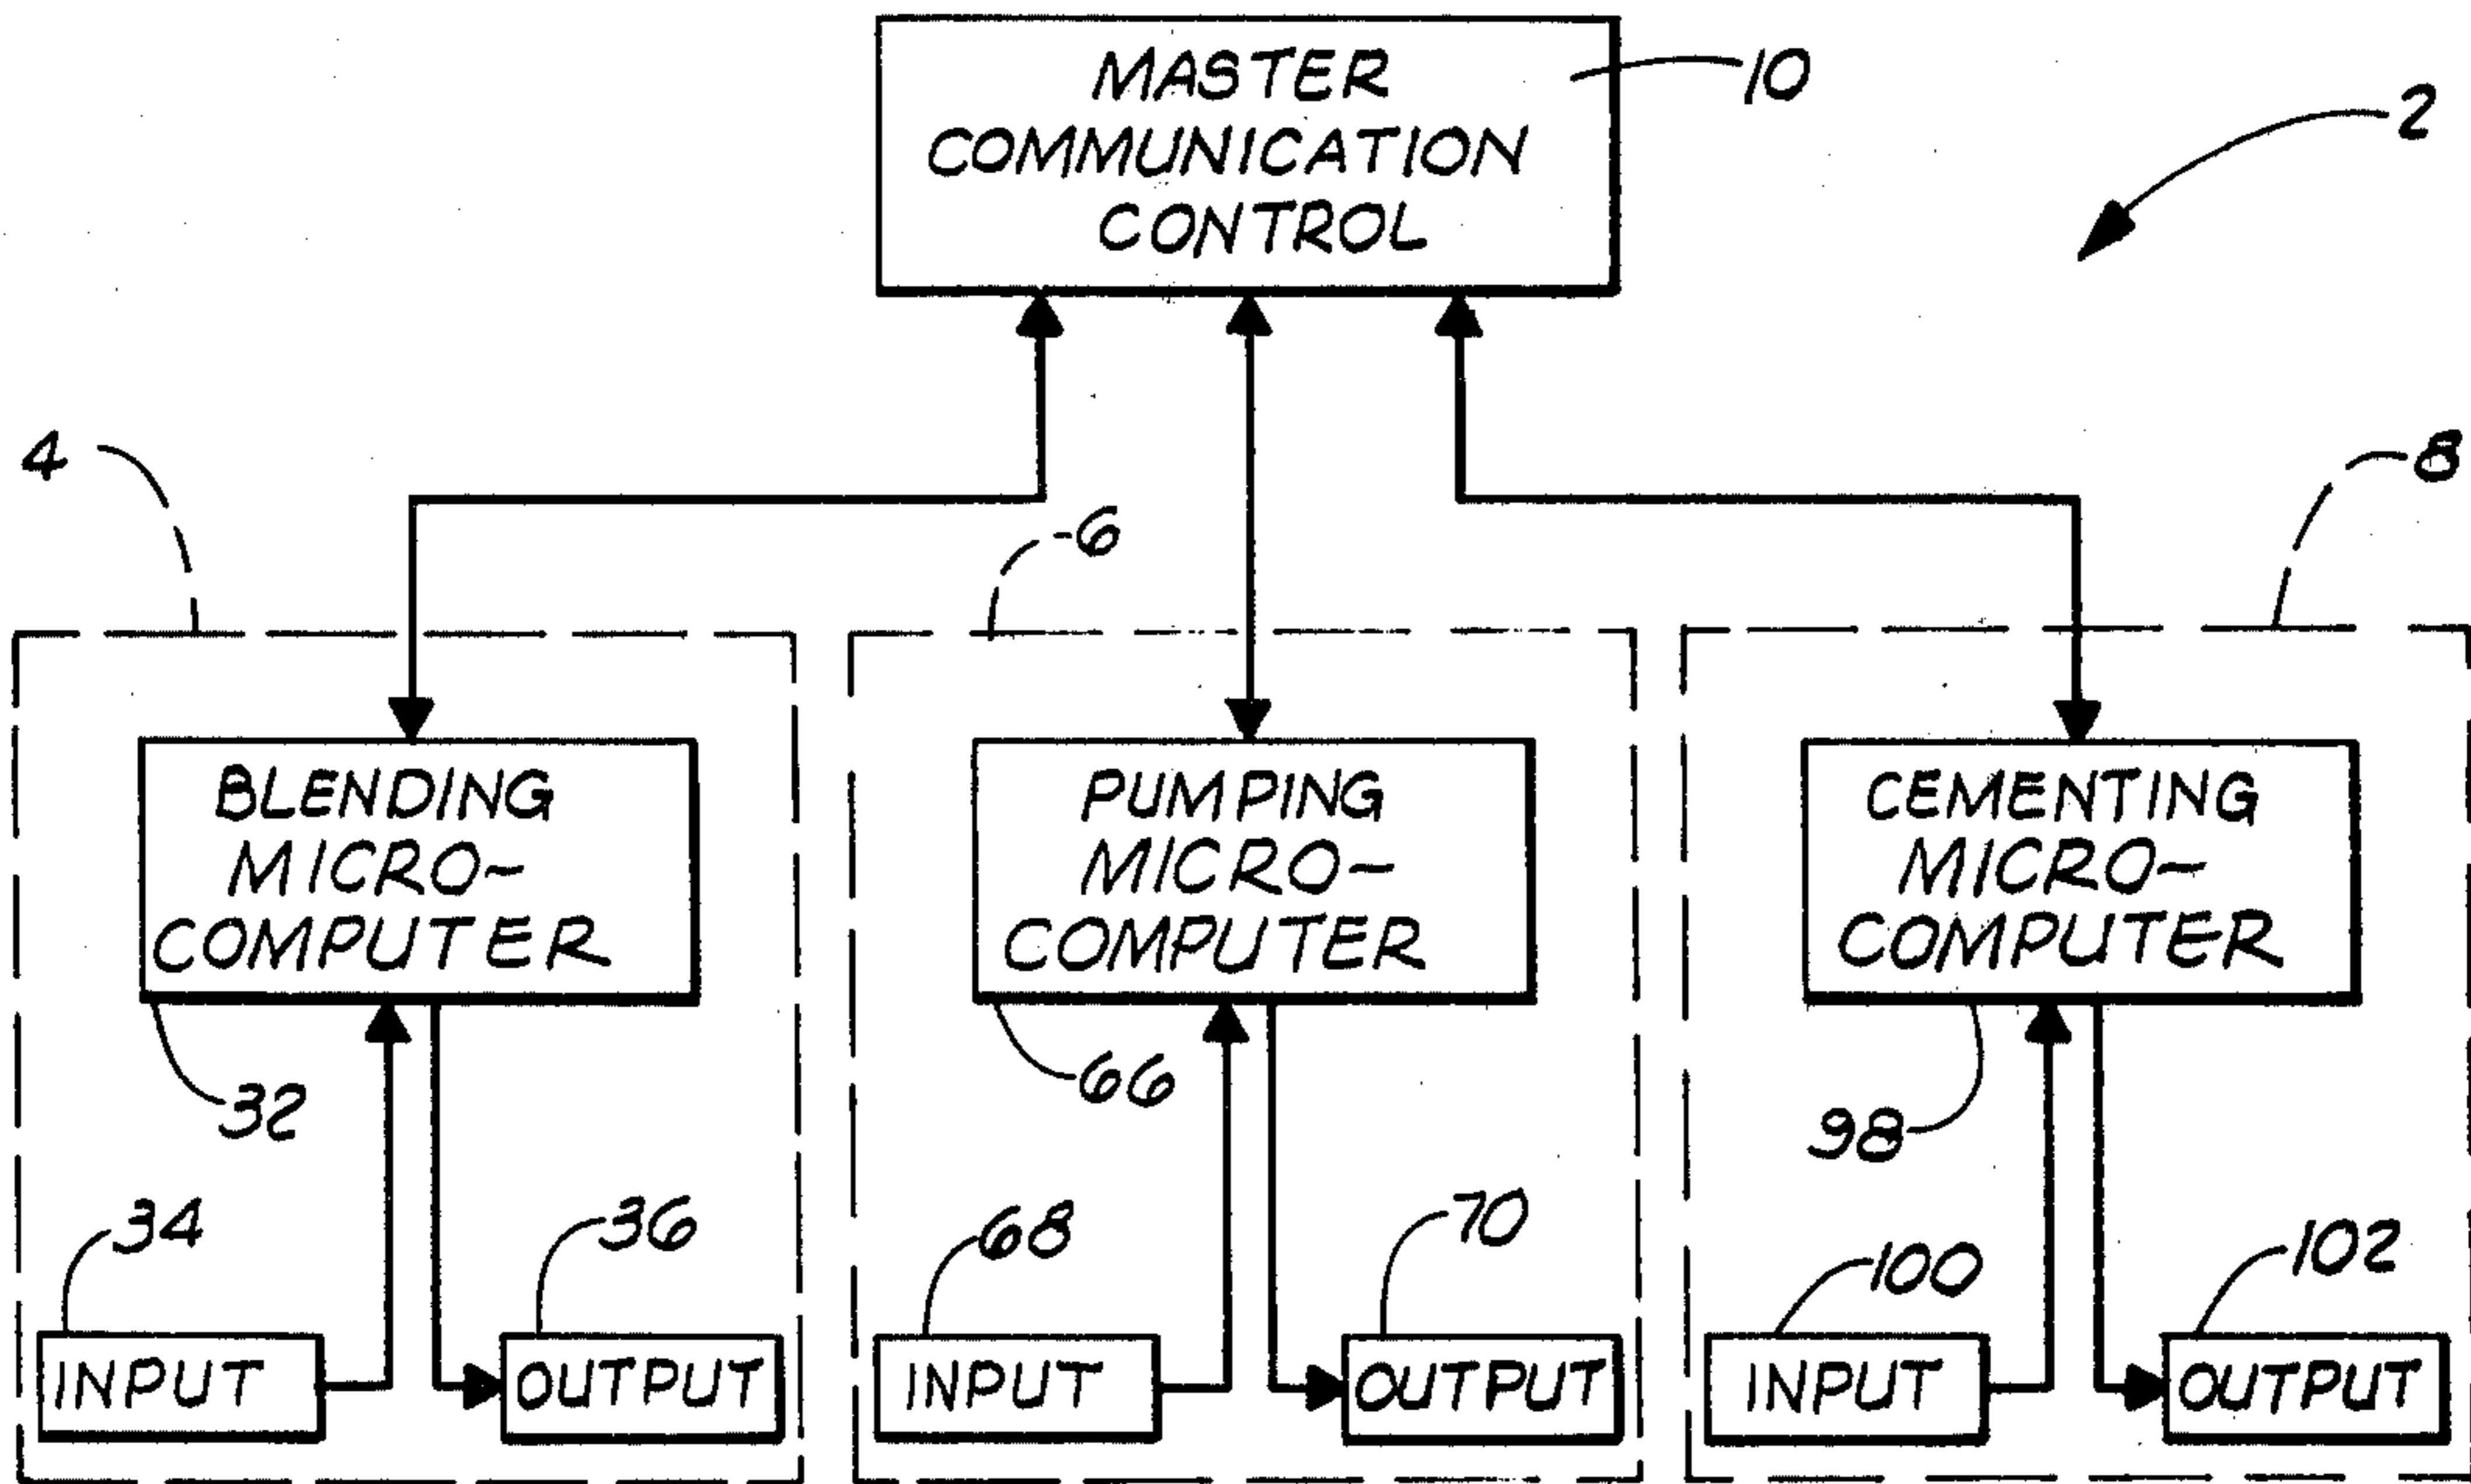 MASTER
COMMUNICATION
CONTROL
10
2
4
6
8
BLENDING
MICRO-
COMPUTER
PUMPING
MICRO-
COMPUTER
CEMENTING
MICRO-
COMPUTER
32
66
98
34
36
68
70
100
102
INPUT
OUTPUT
INPUT
OUTPUT
INPUT
OUTPUT